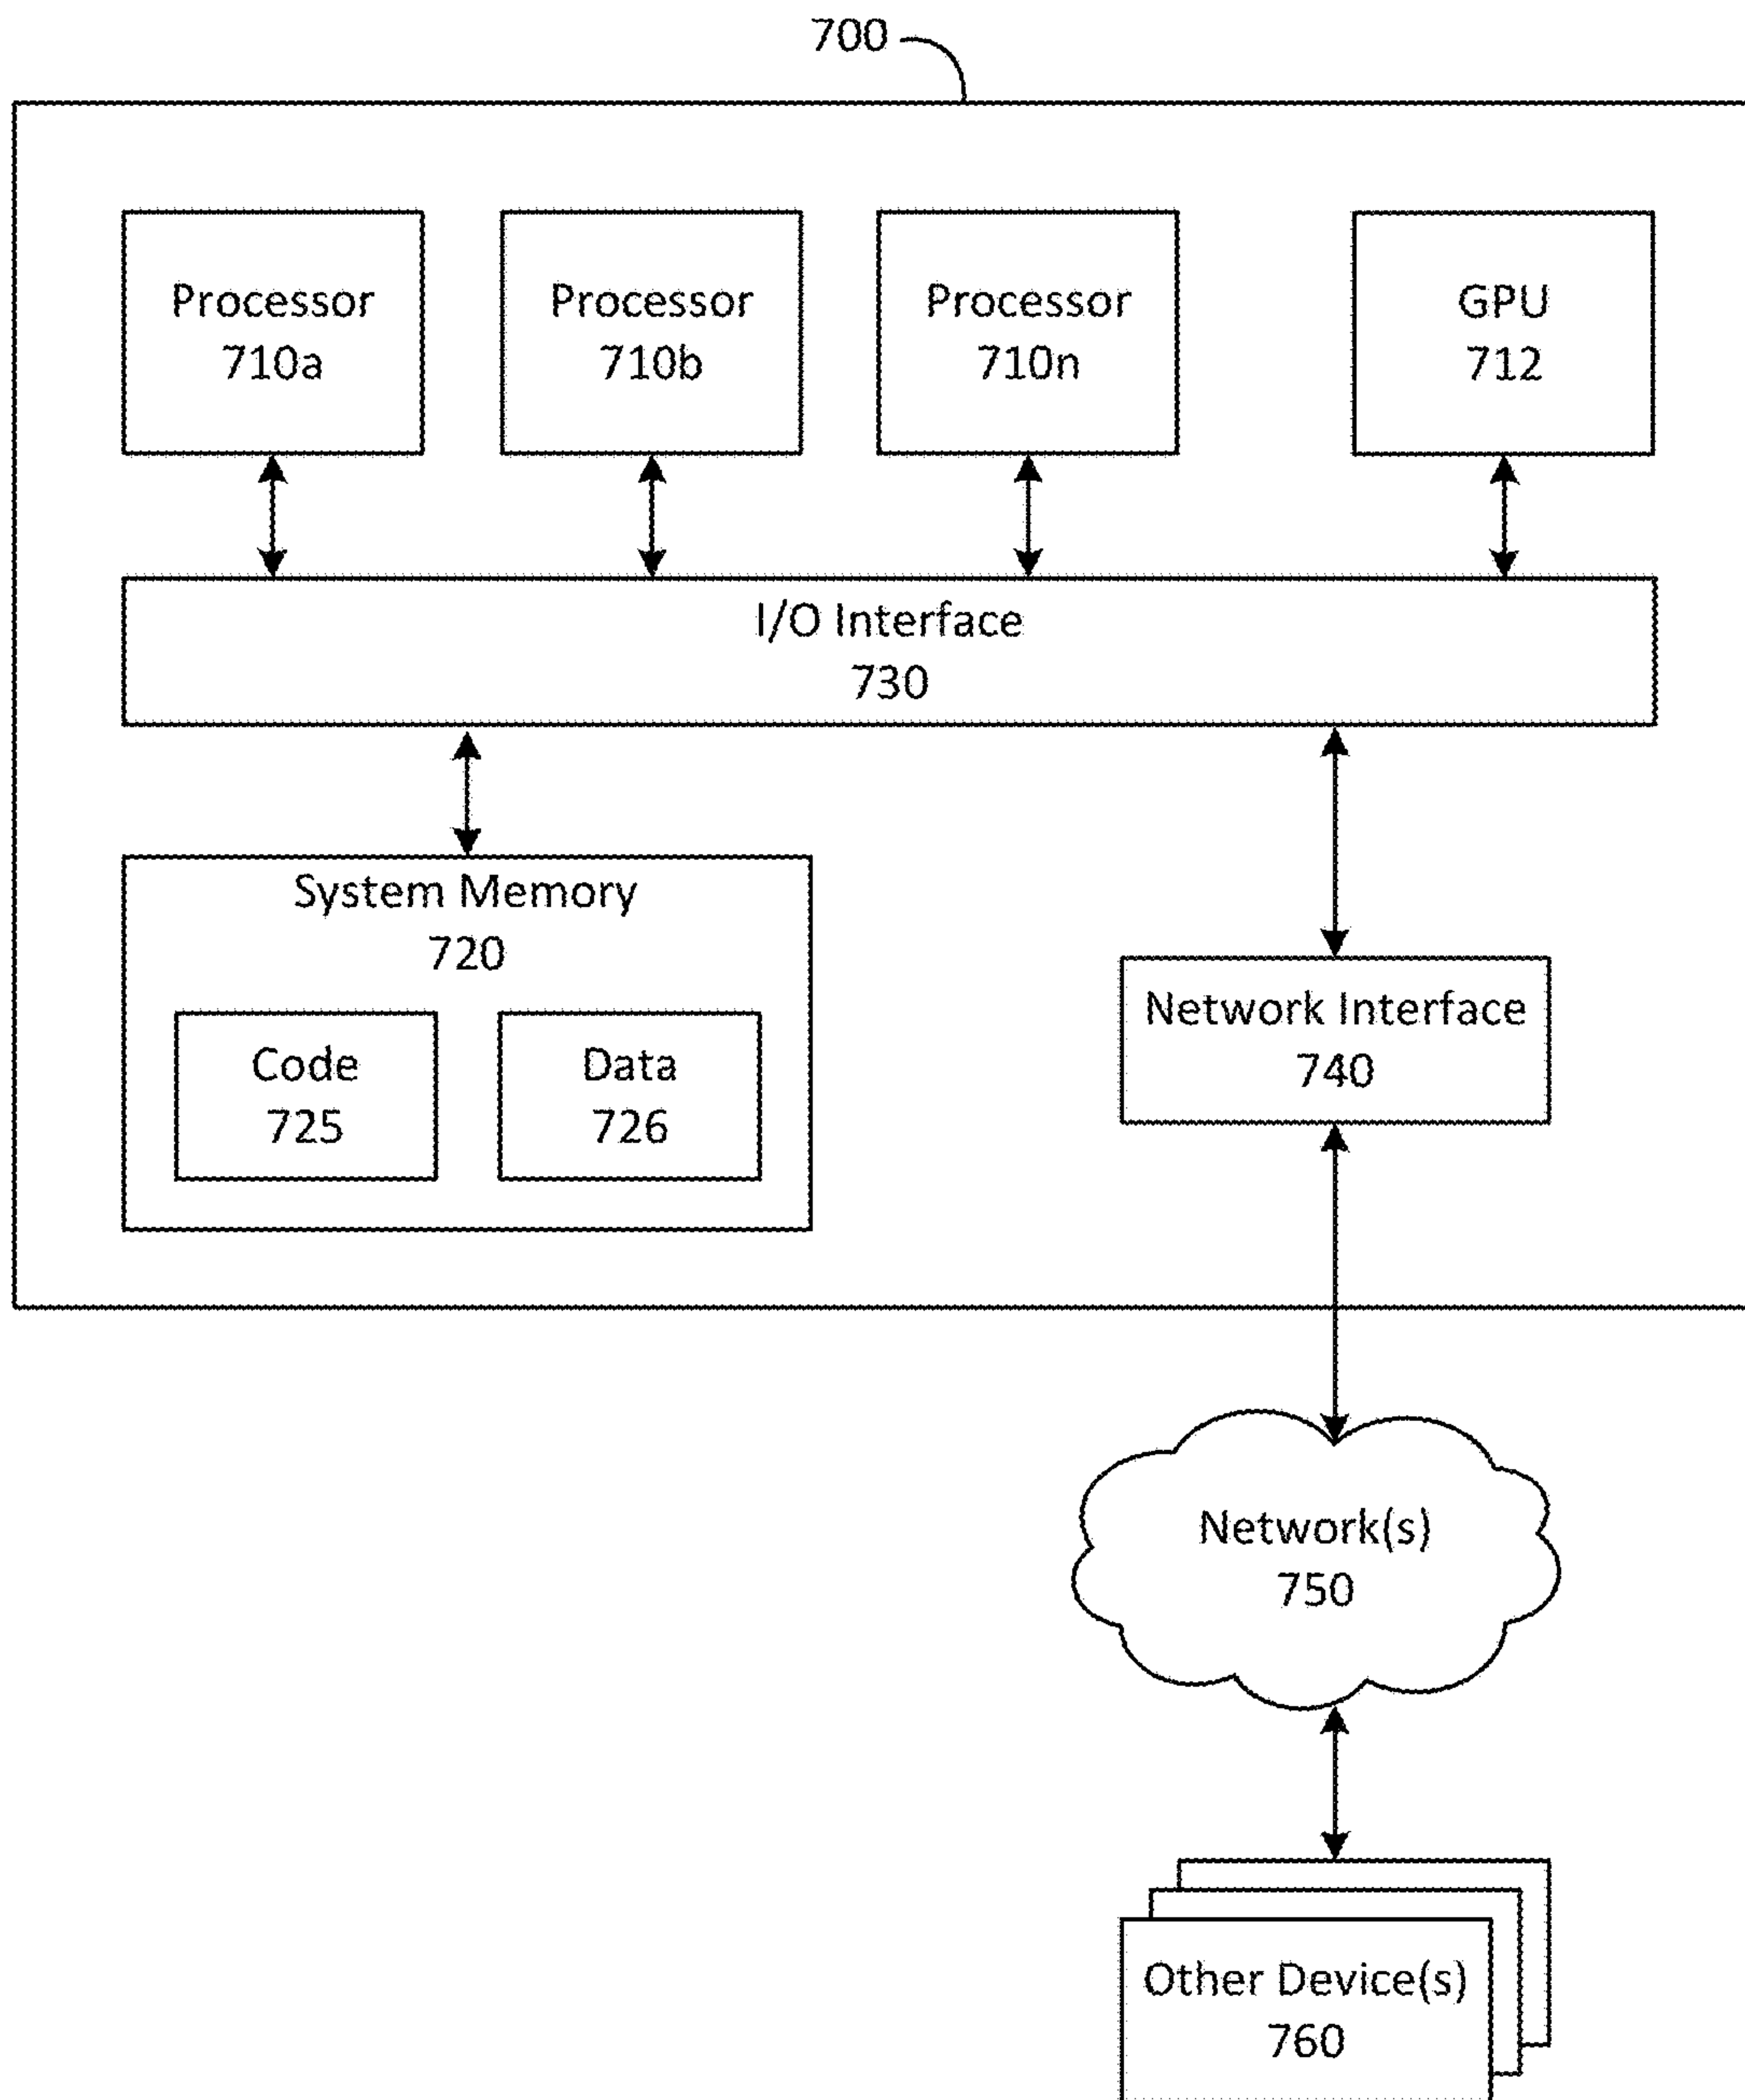 700
Processor
710a
Processor
710b
Processor
710n
GPU
712
I/O Interface
730
System Memory
720
Code
725
Data
726
Network Interface
740
Network(s)
750
Other Device(s)
760